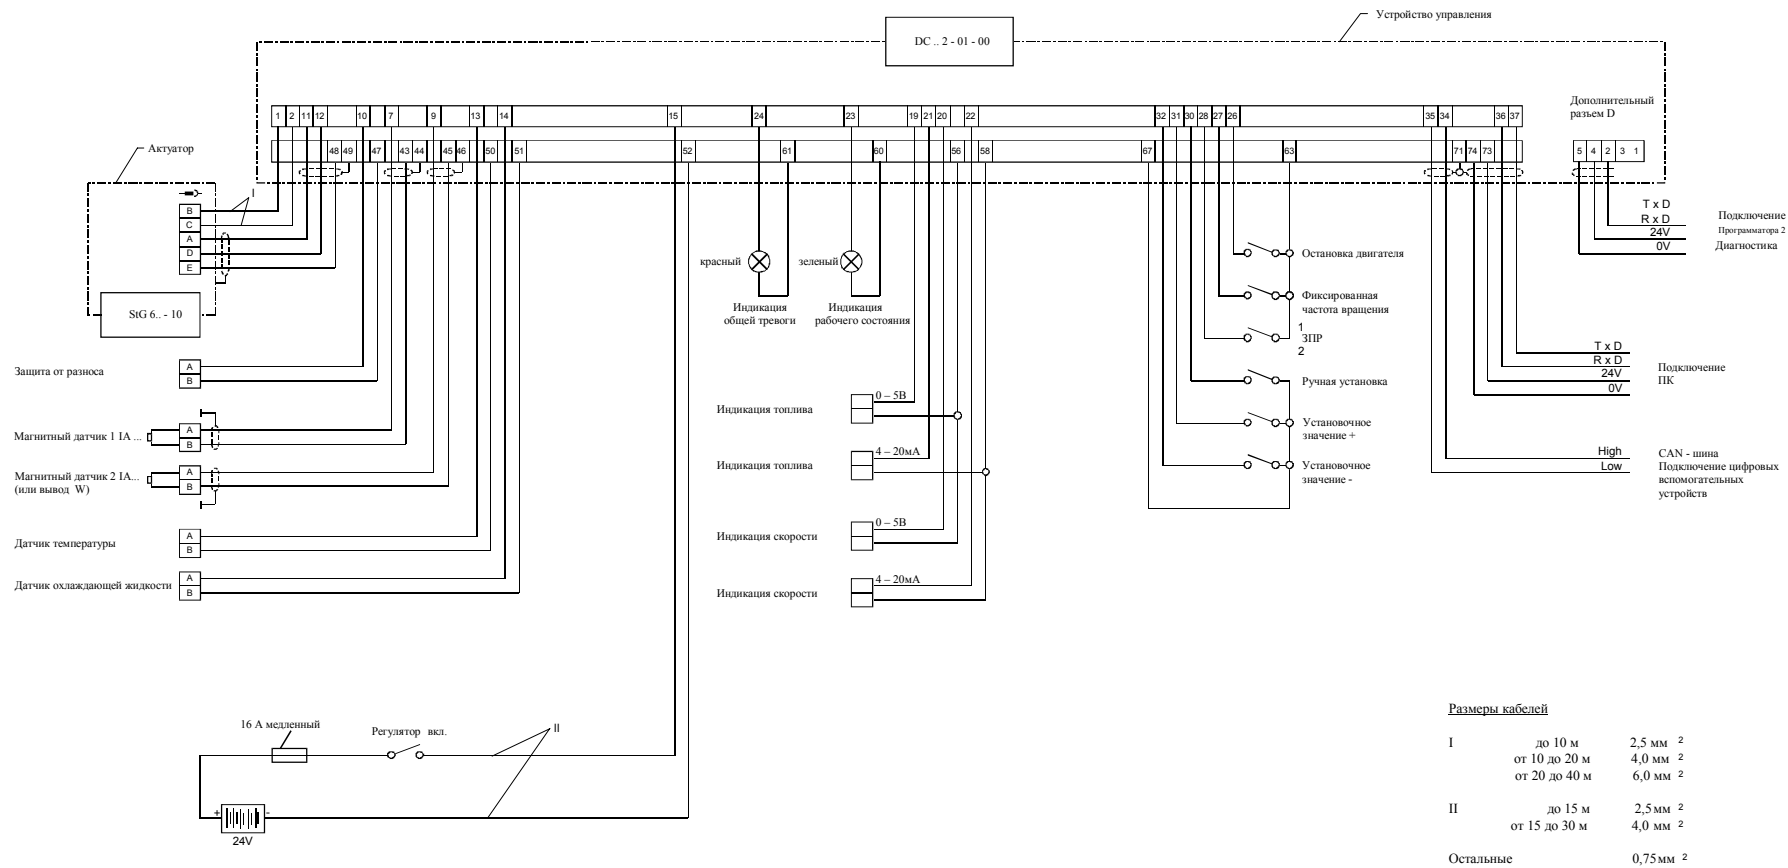 Устройство управления
DC .. 2 - 01 - 00
Дополнительный
разъем D
1 2 11 12 10 7 9 13 14 15 24 23 19 21 20 22 32 31 30 28 27 26 35 34 36 37
48 49 47 43 44 45 46 50 51 52 61 60 56 58 67 63 71 74 73
5 4 2 3 1
Актуатор
I
B
C
A
D
E
StG 6.. - 10
T x D
R x D
24V
0V
Подключение
Программатора 2
Диагностика
красный
Индикация
общей тревоги
зеленый
Индикация
рабочего состояния
Остановка двигателя
Фиксированная
частота вращения
1
ЗПР
2
Ручная установка
Установочное
значение +
Установочное
значение -
T x D
R x D
24V
0V
Подключение
ПК
High
Low
CAN - шина
Подключение цифровых
вспомогательных
устройств
Защита от разноса
A
B
Магнитный датчик 1 IA ...
A
B
Магнитный датчик 2 IA...
(или вывод W)
A
B
Датчик температуры
A
B
Датчик охлаждающей жидкости
A
B
Индикация топлива
0 – 5В
Индикация топлива
4 – 20мА
Индикация скорости
0 – 5В
Индикация скорости
4 – 20мА
16 А медленный
Регулятор вкл.
II
+
-
24V
Размеры кабелей
I до 10 м 2,5 мм 2
от 10 до 20 м 4,0 мм 2
от 20 до 40 м 6,0 мм 2
II до 15 м 2,5мм 2
от 15 до 30 м 4,0 мм 2
Остальные 0,75мм 2